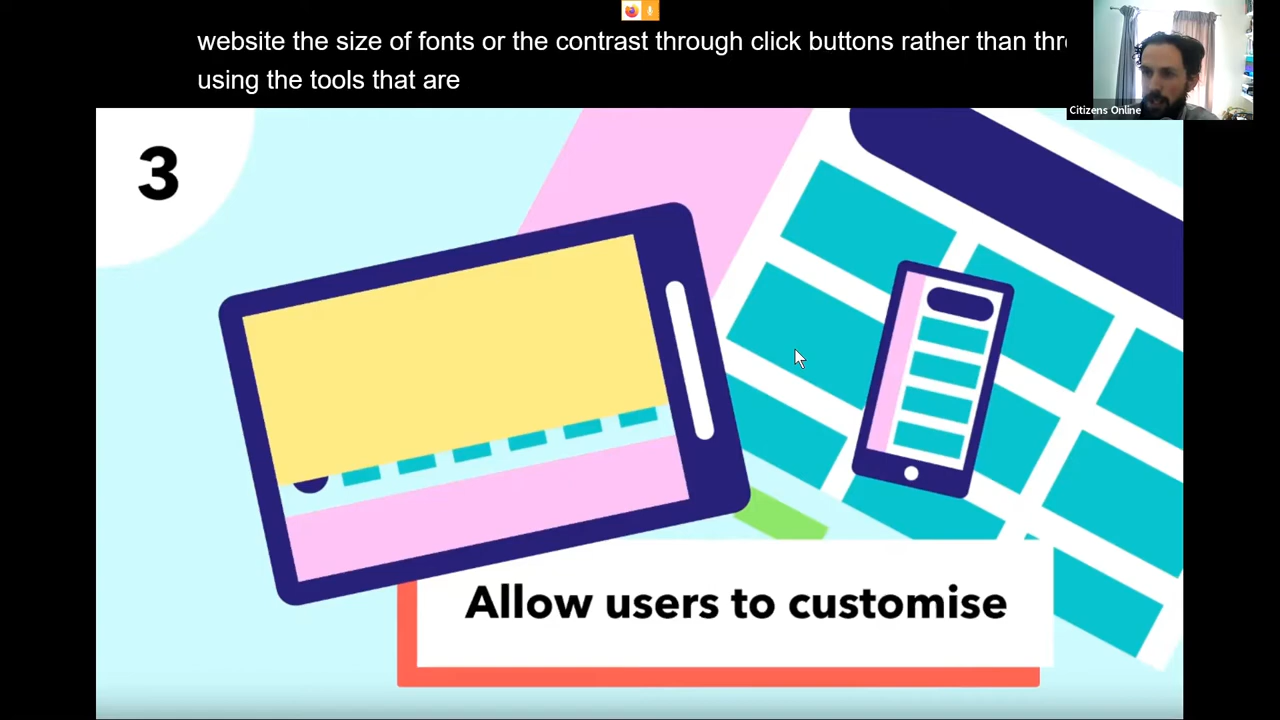 website the size of fonts or the contrast through click buttons rather than
using the tools that are
Citizens Online
3
Allow users to customise